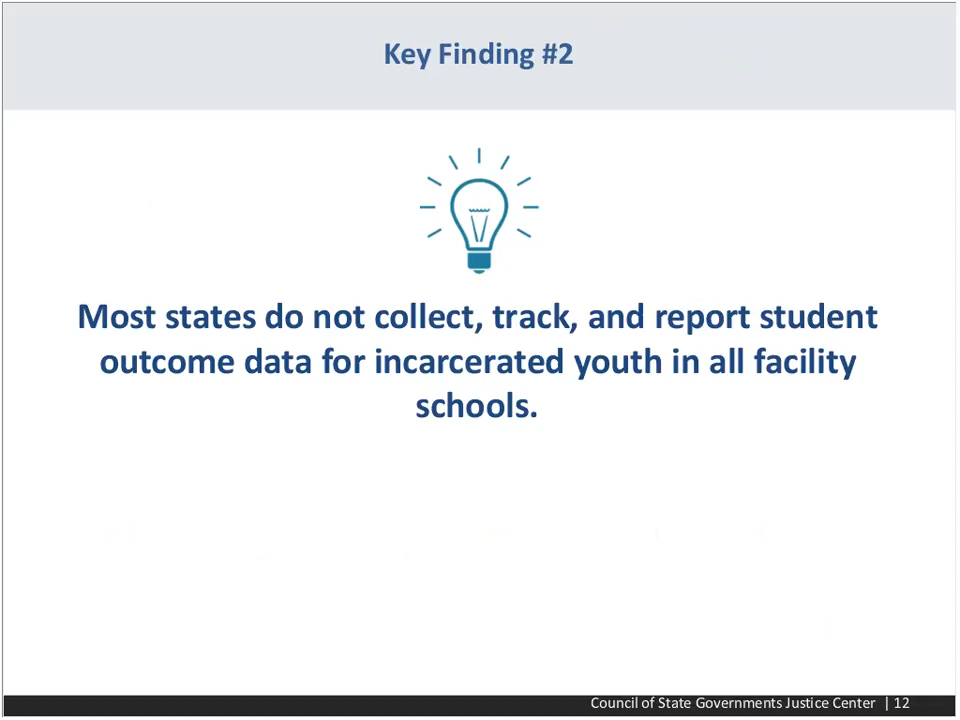 Key Finding #2
Most states do not collect, track, and report student
outcome data for incarcerated youth in all facility
schools.
Council of State Governments Justice Center | 12